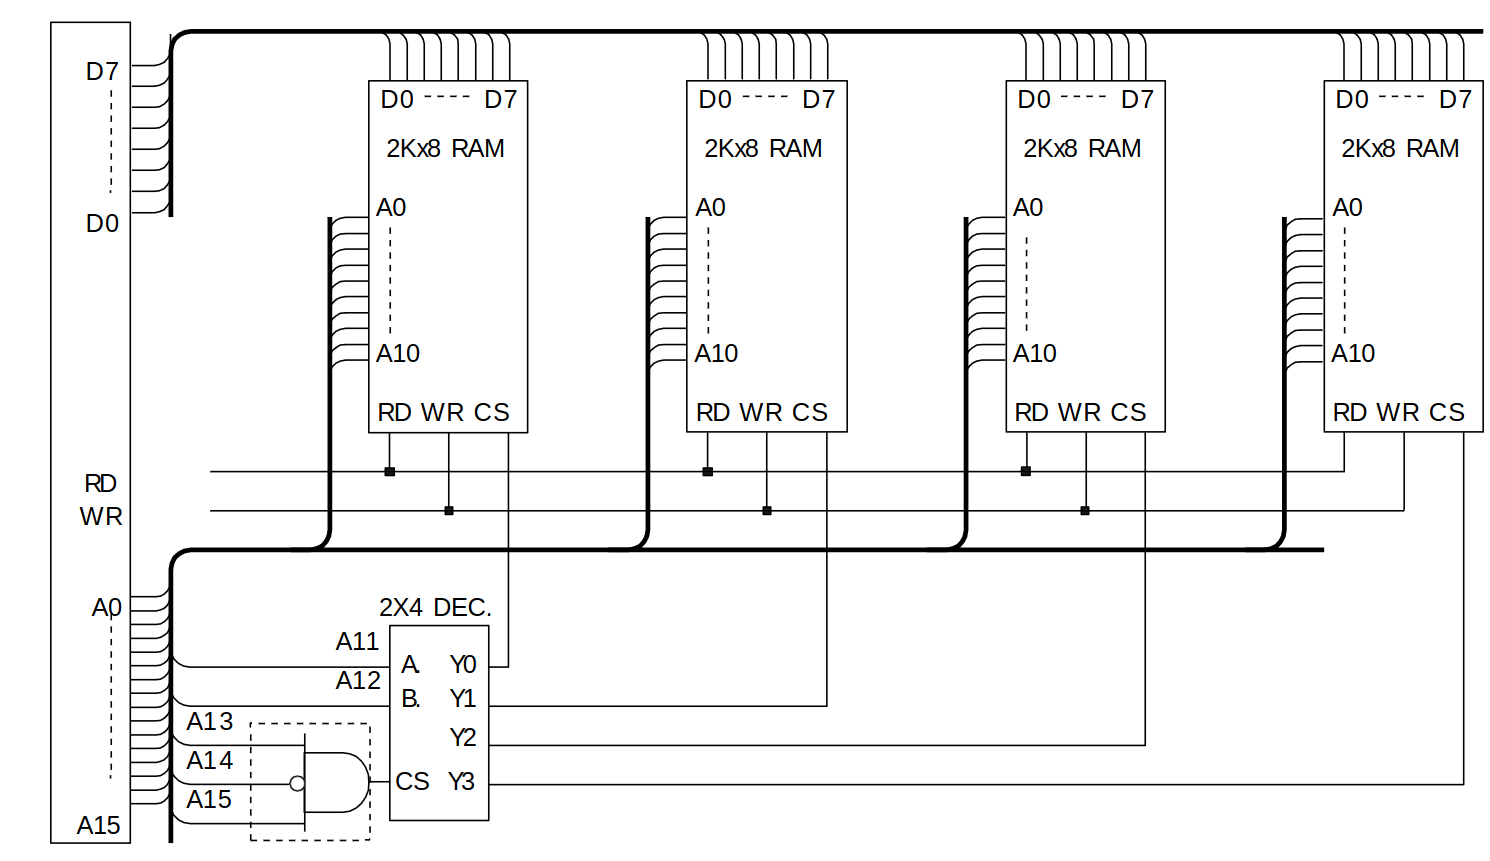 D7
D0
RD
WR
A0
A15
D0 D7
2Kx8 RAM
A0
A10
RD WR CS
D0 D7
2Kx8 RAM
A0
A10
RD WR CS
D0 D7
2Kx8 RAM
A0
A10
RD WR CS
D0 D7
2Kx8 RAM
A0
A10
RD WR CS
2X4 DEC.
A11
A12
A13
A14
A15
A. Y0
B. Y1
Y2
CS Y3